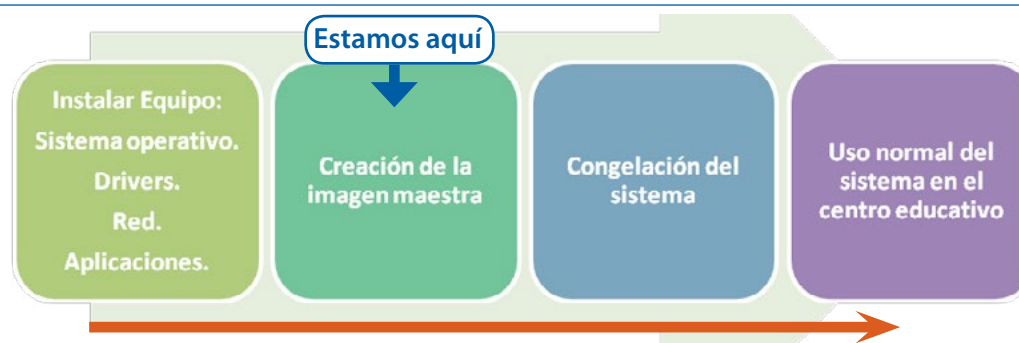 Estamos aquí
Instalar Equipo:
Sistema operativo.
Drivers.
Red.
Aplicaciones.
Creación de la
imagen maestra
Congelación del
sistema
Uso normal del
sistema en el
centro educativo